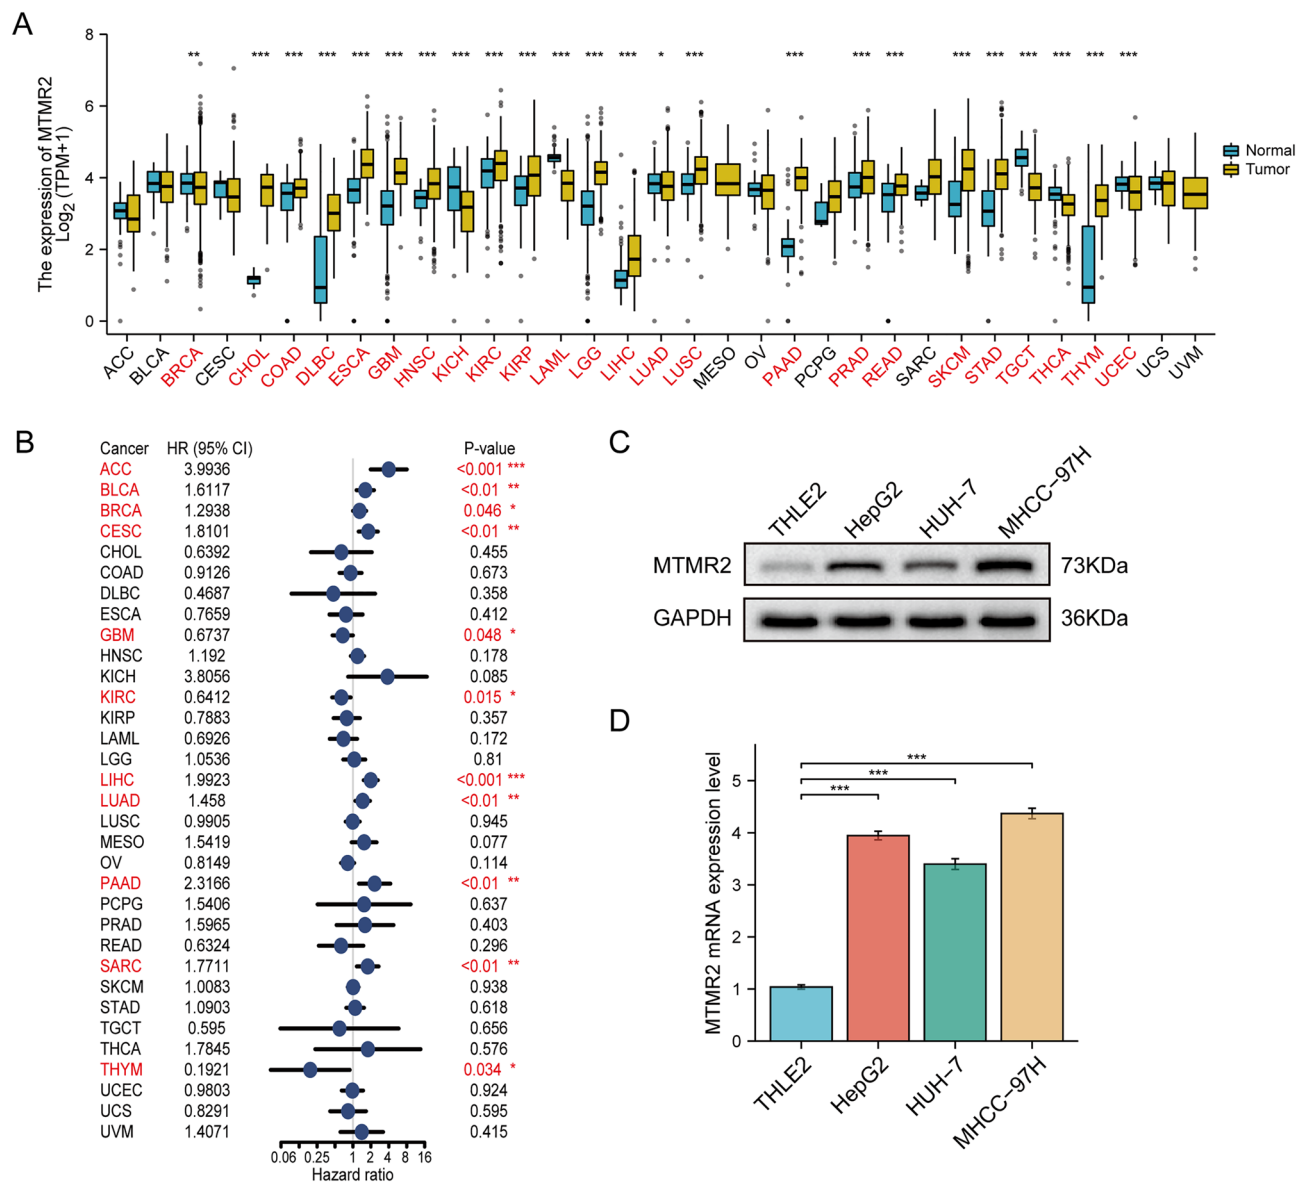 A
The expression of MTMR2
Log2 (TPM+1)
8
6
4
2
0
** *** *** *** *** *** *** *** *** *** *** *** *** * *** *** *** *** *** *** *** *** *** ***
Normal
Tumor
ACC BLCA BRCA CESC CHOL COAD DLBC ESCA GBM HNSC KICH KIRC KIRP LAML LGG LIHC LUAD LUSC MESO OV PAAD PCPG PRAD READ SARC SKCM STAD TGCT THCA THYM UCEC UCS UVM
B
Cancer HR (95% CI) P-value
ACC 3.9936 <0.001 ***
BLCA 1.6117 <0.01 **
BRCA 1.2938 0.046 *
CESC 1.8101 <0.01 **
CHOL 0.6392 0.455
COAD 0.9126 0.673
DLBC 0.4687 0.358
ESCA 0.7659 0.412
GBM 0.6737 0.048 *
HNSC 1.192 0.178
KICH 3.8056 0.085
KIRC 0.6412 0.015 *
KIRP 0.7883 0.357
LAML 0.6926 0.172
LGG 1.0536 0.81
LIHC 1.9923 <0.001 ***
LUAD 1.458 <0.01 **
LUSC 0.9905 0.945
MESO 1.5419 0.077
OV 0.8149 0.114
PAAD 2.3166 <0.01 **
PCPG 1.5406 0.637
PRAD 1.5965 0.403
READ 0.6324 0.296
SARC 1.7711 <0.01 **
SKCM 1.0083 0.938
STAD 1.0903 0.618
TGCT 0.595 0.656
THCA 1.7845 0.576
THYM 0.1921 0.034 *
UCEC 0.9803 0.924
UCS 0.8291 0.595
UVM 1.4071 0.415
0.06 0.25 1 2 4 8 16
Hazard ratio
C
THLE2 HepG2 HUH-7 MHCC-97H
MTMR2 73KDa
GAPDH 36KDa
D
MTMR2 mRNA expression level
5
4
3
2
1
0
***
***
***
THLE2 HepG2 HUH-7 MHCC-97H